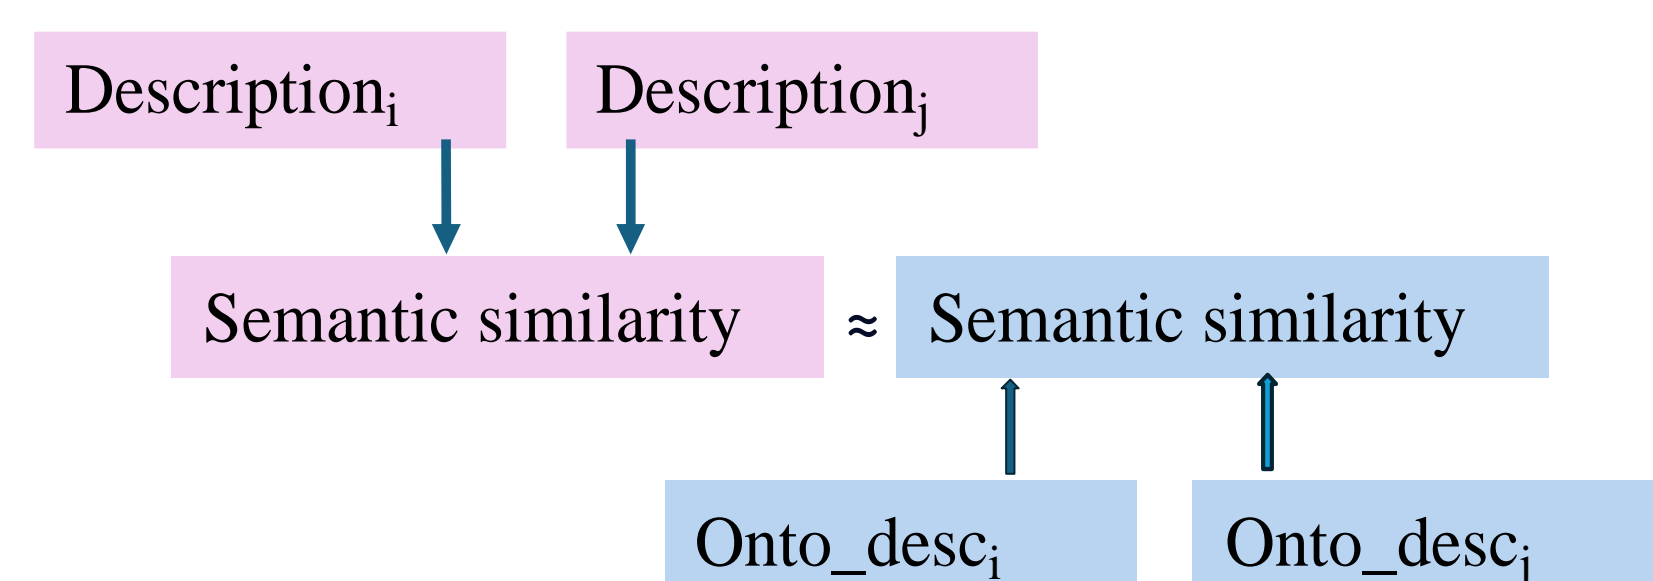 Descriptionᵢ Descriptionⱼ
Semantic similarity ≈ Semantic similarity
Onto_descᵢ Onto_descⱼ